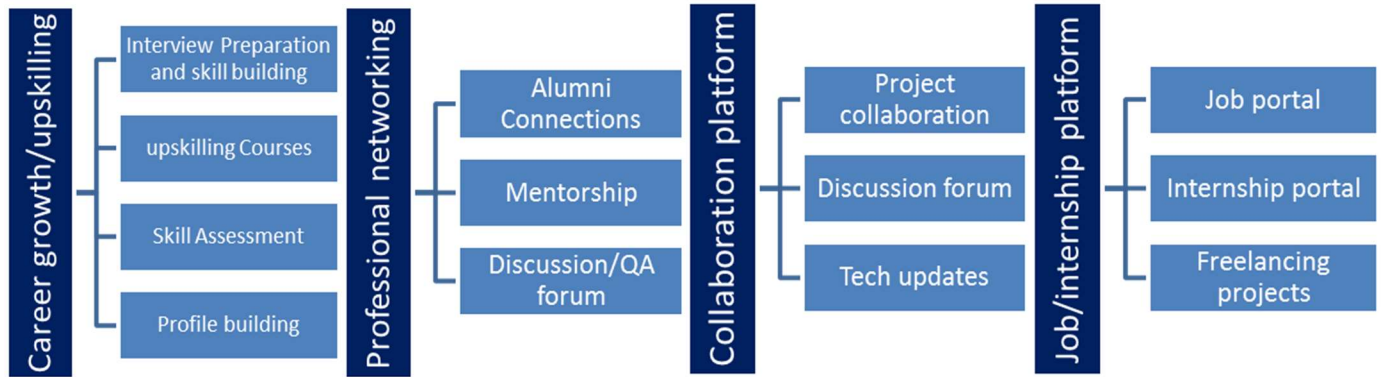 Career growth/upskilling
Interview Preparation
and skill building
upskilling Courses
Skill Assessment
Profile building
Professional networking
Alumni
Connections
Mentorship
Discussion/QA
forum
Collaboration platform
Project
collaboration
Discussion forum
Tech updates
Job/internship platform
Job portal
Internship portal
Freelancing
projects